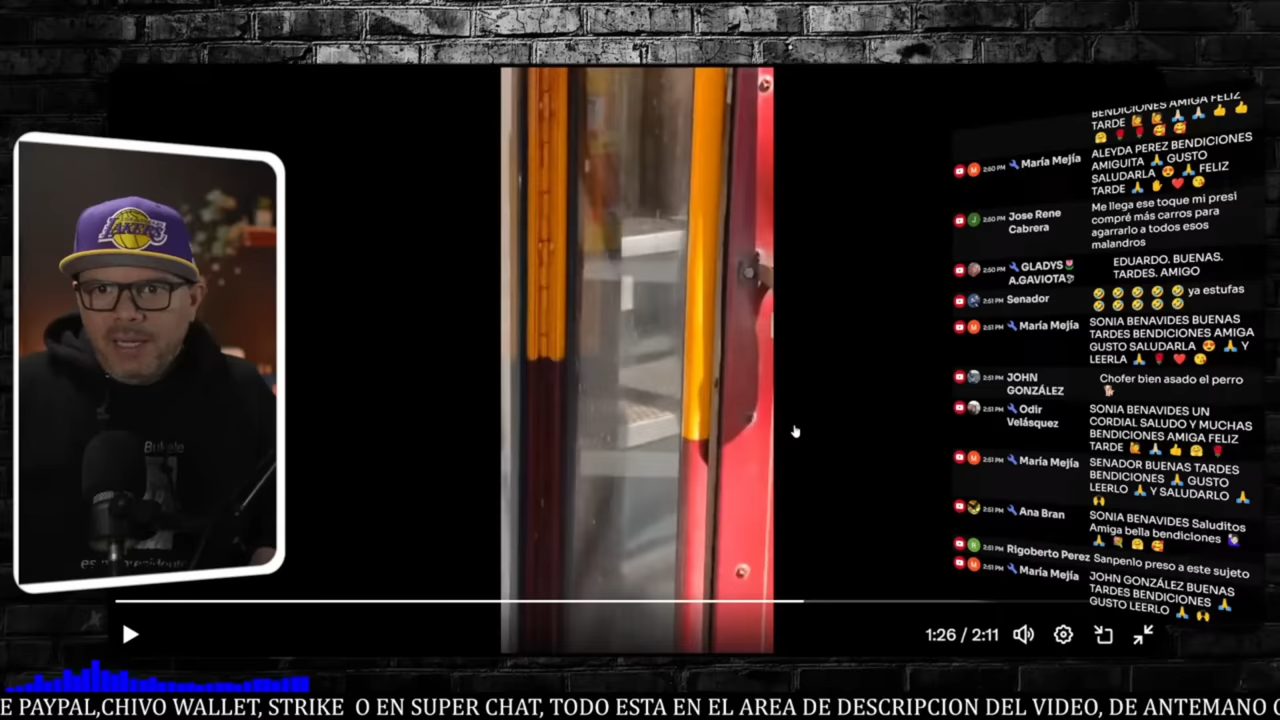 LAKERS
Bukele
es mi presidente
BENDICIONES AMIGA FELIZ
TARDE 🙋 🙋 🙏 🙏 👍 👍
🤗 🌹 🌹 🥰 🥰
2:50 PM María Mejía
ALEYDA PEREZ BENDICIONES
AMIGUITA 🙏 GUSTO
SALUDARLA 😍 🙏 FELIZ
TARDE 🙏 ✋ ❤️ 😘
2:50 PM Jose Rene
Cabrera
Me llega ese toque mi presi
compré más carros para
agarrarlo a todos esos
malandros
2:50 PM GLADYS🌷
A.GAVIOTA🕊
EDUARDO. BUENAS.
TARDES. AMIGO
2:51 PM Senador
🤣 🤣 🤣 🤣 🤣 ya estufas
🤣 🤣 🤣 🤣 🤣
2:51 PM María Mejía
SONIA BENAVIDES BUENAS
TARDES BENDICIONES AMIGA
GUSTO SALUDARLA 😍 🙏 Y
LEERLA 🙏 🌹 ❤️ 😘
2:51 PM JOHN
GONZÁLEZ
Chofer bien asado el perro
🐕
2:51 PM Odir
Velásquez
SONIA BENAVIDES UN
CORDIAL SALUDO Y MUCHAS
BENDICIONES AMIGA FELIZ
TARDE 🙋 🙏 👍 🤗 🌹
2:51 PM María Mejía
SENADOR BUENAS TARDES
BENDICIONES 🙏 GUSTO
LEERLO 🙏 Y SALUDARLO 🙏
🙌
2:51 PM Ana Bran
SONIA BENAVIDES Saluditos
Amiga bella bendiciones 🙋🏻‍♀️
🙏 💐 🤗 🥰
2:51 PM Rigoberto Perez Sanpenlo preso a este sujeto
2:51 PM María Mejía
JOHN GONZÁLEZ BUENAS
TARDES BENDICIONES 🙏
GUSTO LEERLO 🙏 🙌
1:26 / 2:11
E PAYPAL,CHIVO WALLET, STRIKE O EN SUPER CHAT, TODO ESTA EN EL AREA DE DESCRIPCION DEL VIDEO, DE ANTEMANO